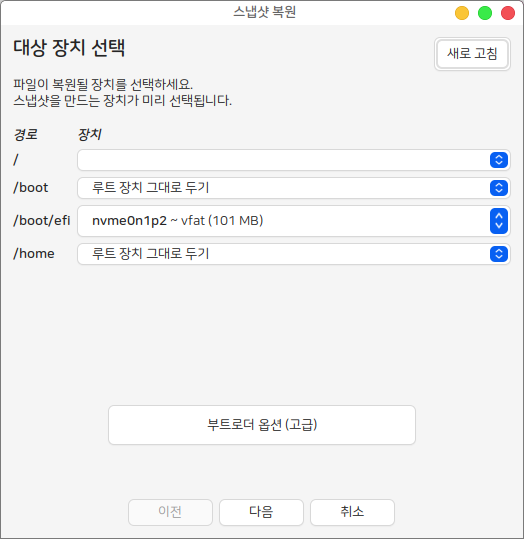 스냅샷 복원
대상 장치 선택
새로 고침
파일이 복원될 장치를 선택하세요.
스냅샷을 만드는 장치가 미리 선택됩니다.
경로 장치
/
/boot 루트 장치 그대로 두기
/boot/efi nvme0n1p2 ~ vfat (101 MB)
/home 루트 장치 그대로 두기
부트로더 옵션 (고급)
이전 다음 취소